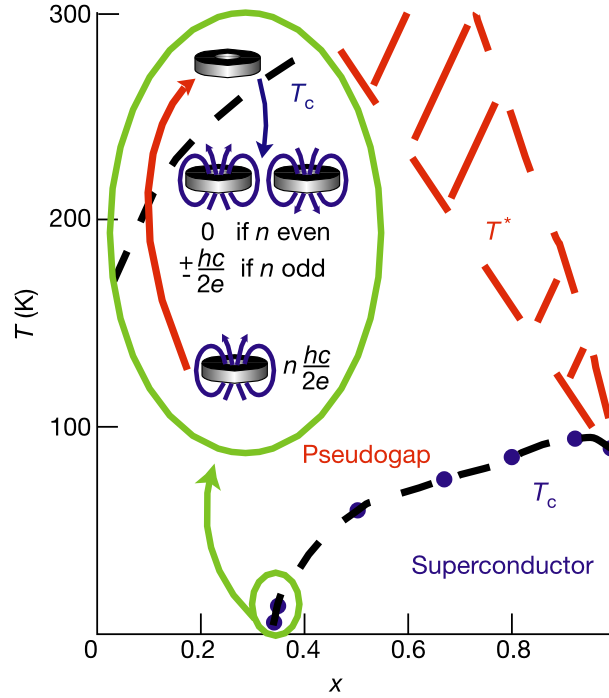 300
200
100
T (K)
T_c
0 if n even
± hc/2e if n odd
n hc/2e
T*
Pseudogap
T_c
Superconductor
0 0.2 0.4 0.6 0.8
x